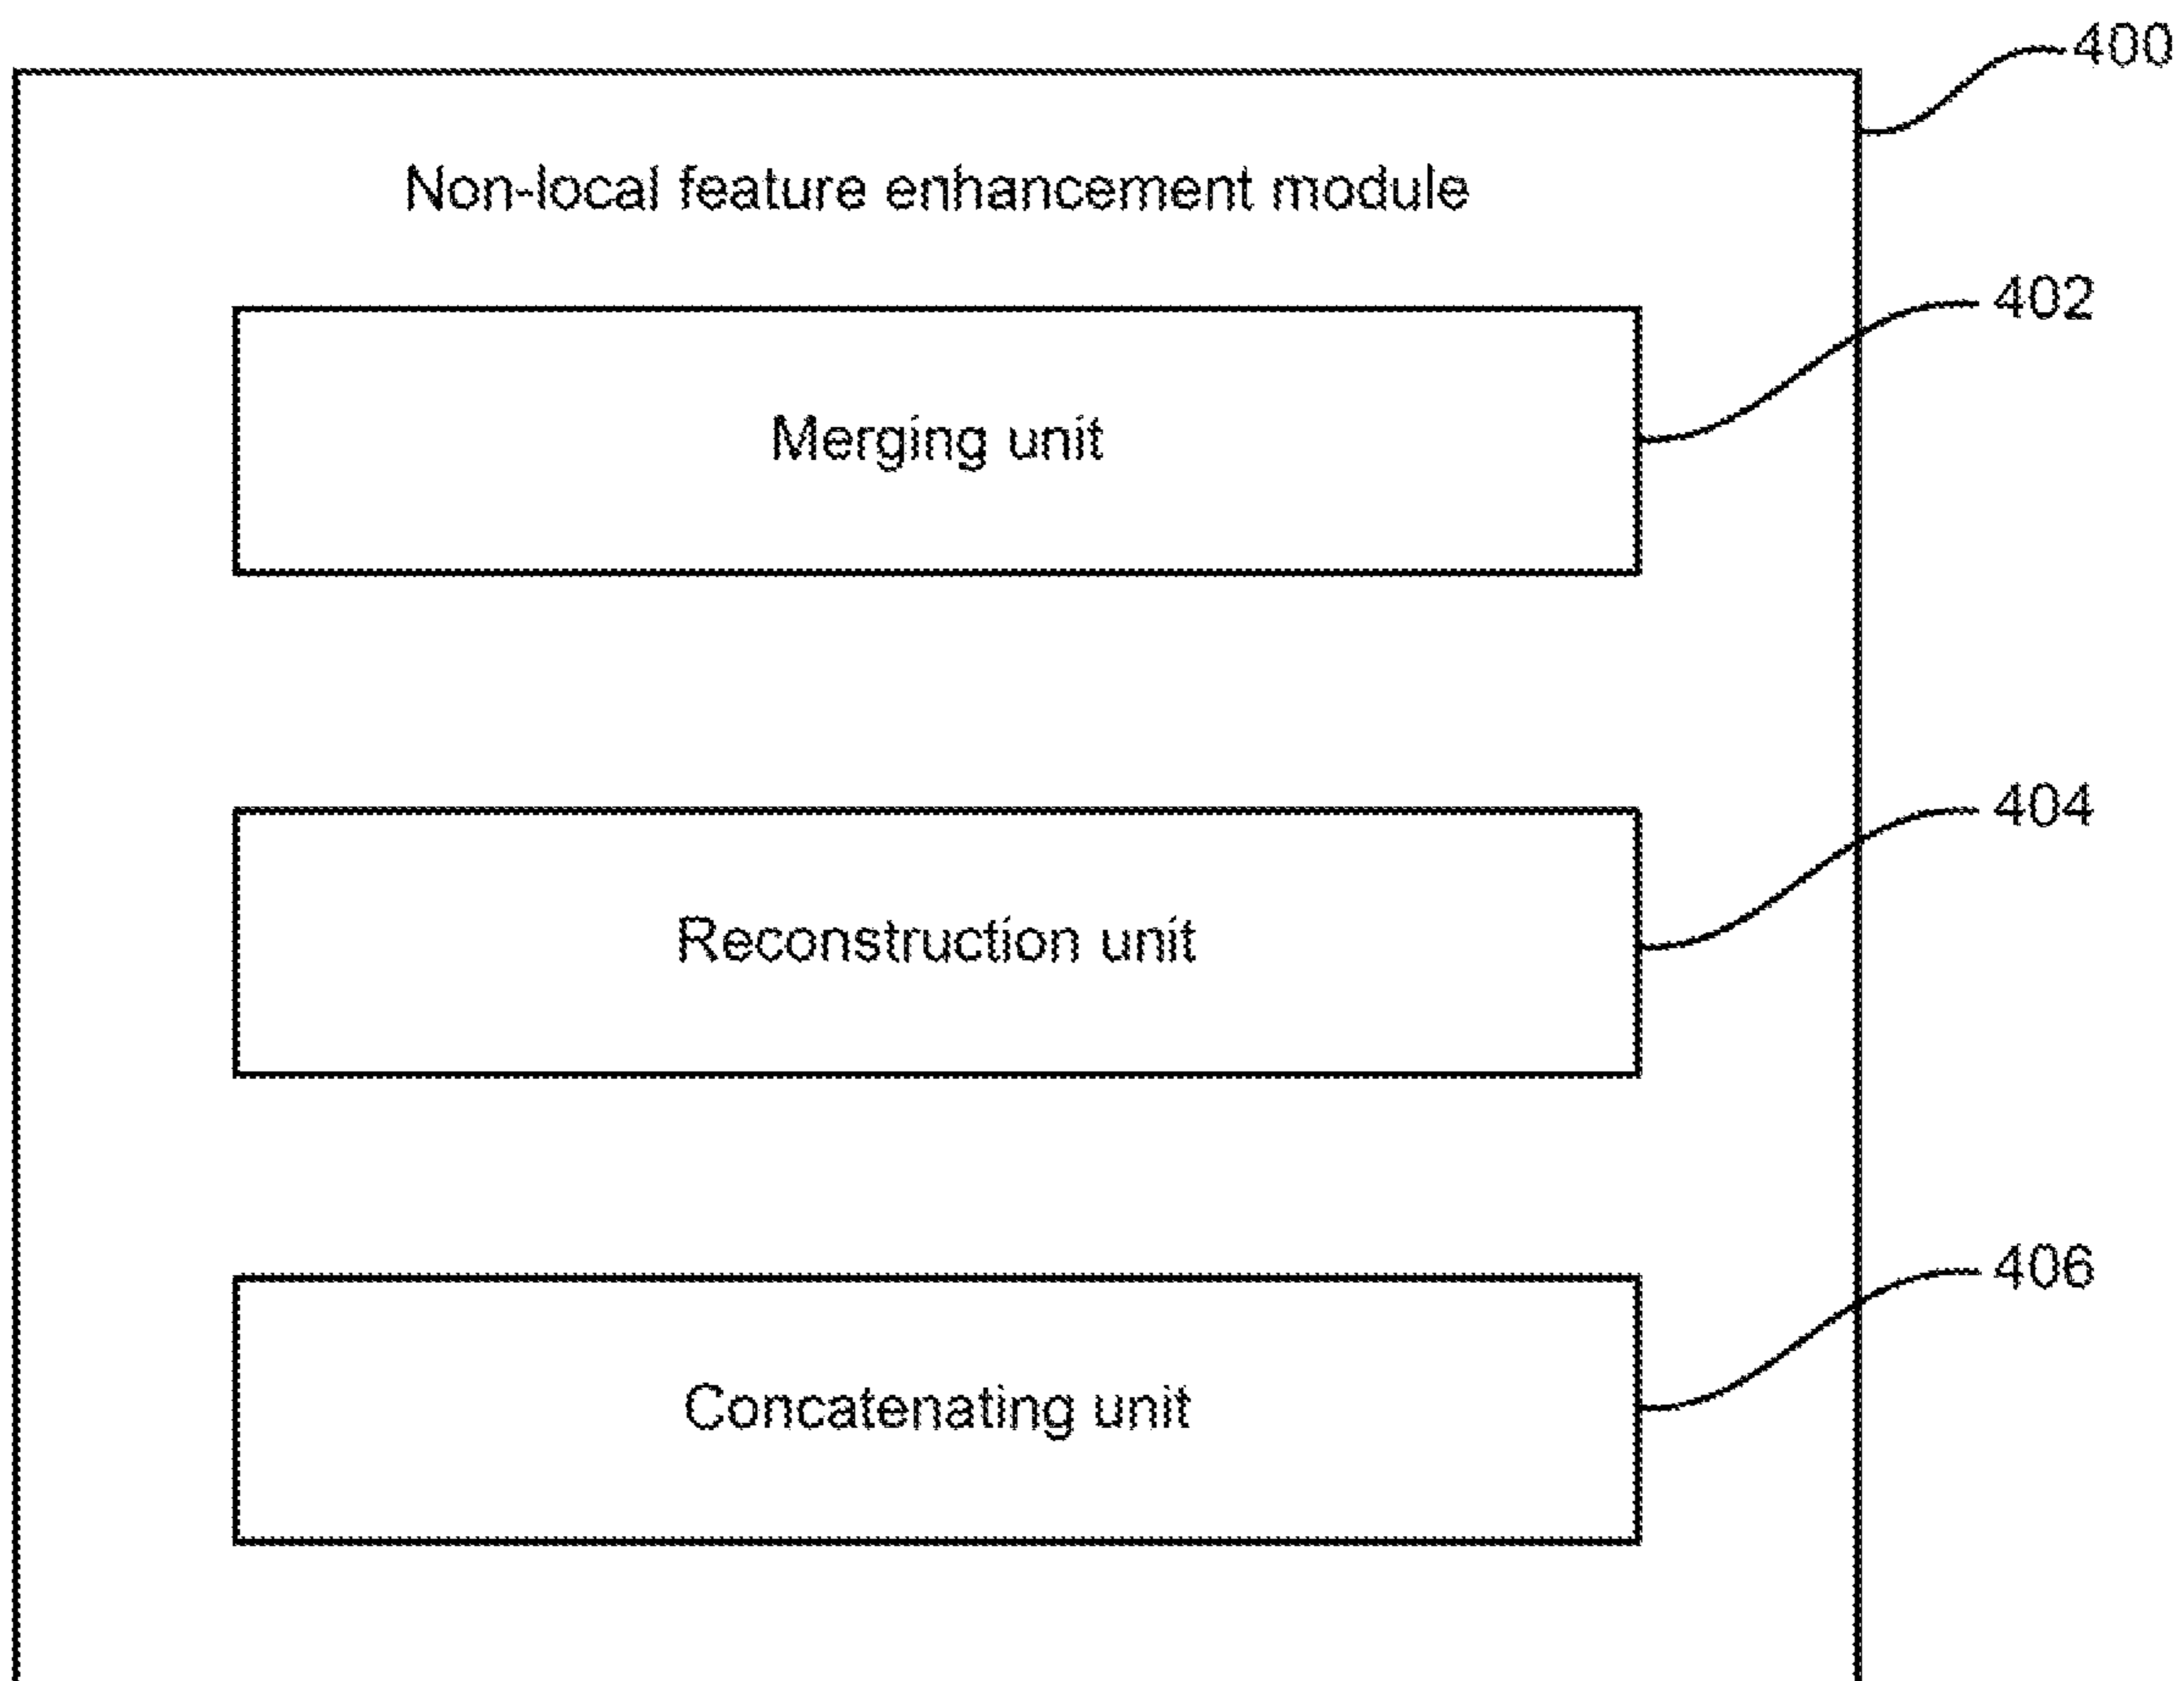 400
Non-local feature enhancement module
402
Merging unit
404
Reconstruction unit
406
Concatenating unit